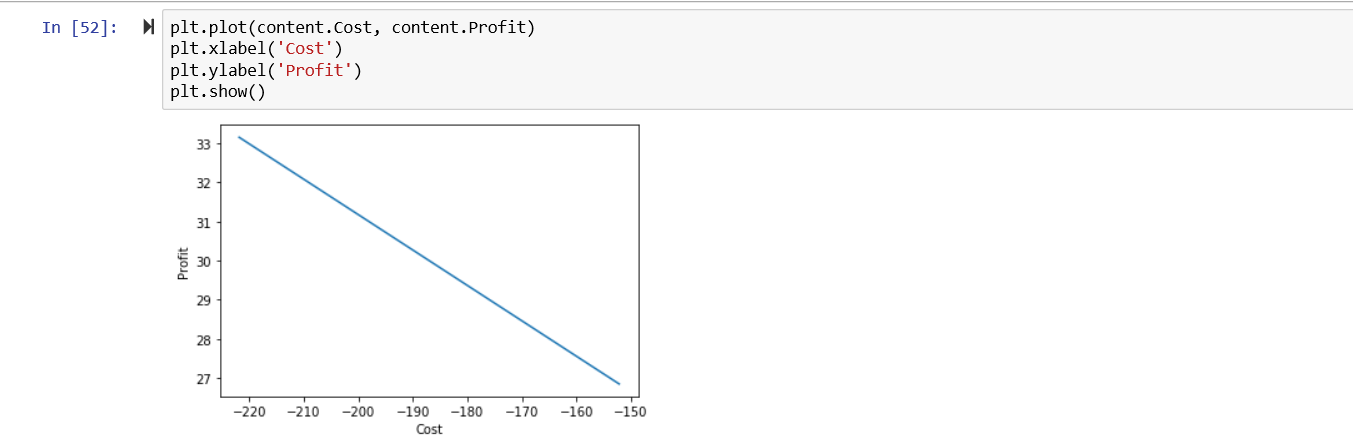 In [52]:
plt.plot(content.Cost, content.Profit)
plt.xlabel('Cost')
plt.ylabel('Profit')
plt.show()
33
32
31
30
29
28
27
Profit
−220 −210 −200 −190 −180 −170 −160 −150
Cost